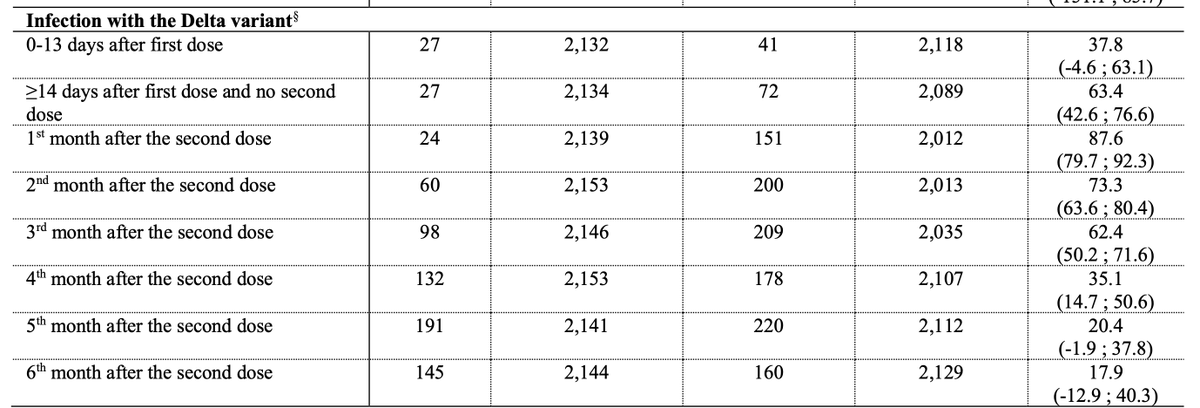 Infection with the Delta variant§
0-13 days after first dose 27 2,132 41 2,118 37.8
(-4.6 ; 63.1)
≥14 days after first dose and no second 27 2,134 72 2,089 63.4
dose (42.6 ; 76.6)
1st month after the second dose 24 2,139 151 2,012 87.6
(79.7 ; 92.3)
2nd month after the second dose 60 2,153 200 2,013 73.3
(63.6 ; 80.4)
3rd month after the second dose 98 2,146 209 2,035 62.4
(50.2 ; 71.6)
4th month after the second dose 132 2,153 178 2,107 35.1
(14.7 ; 50.6)
5th month after the second dose 191 2,141 220 2,112 20.4
(-1.9 ; 37.8)
6th month after the second dose 145 2,144 160 2,129 17.9
(-12.9 ; 40.3)